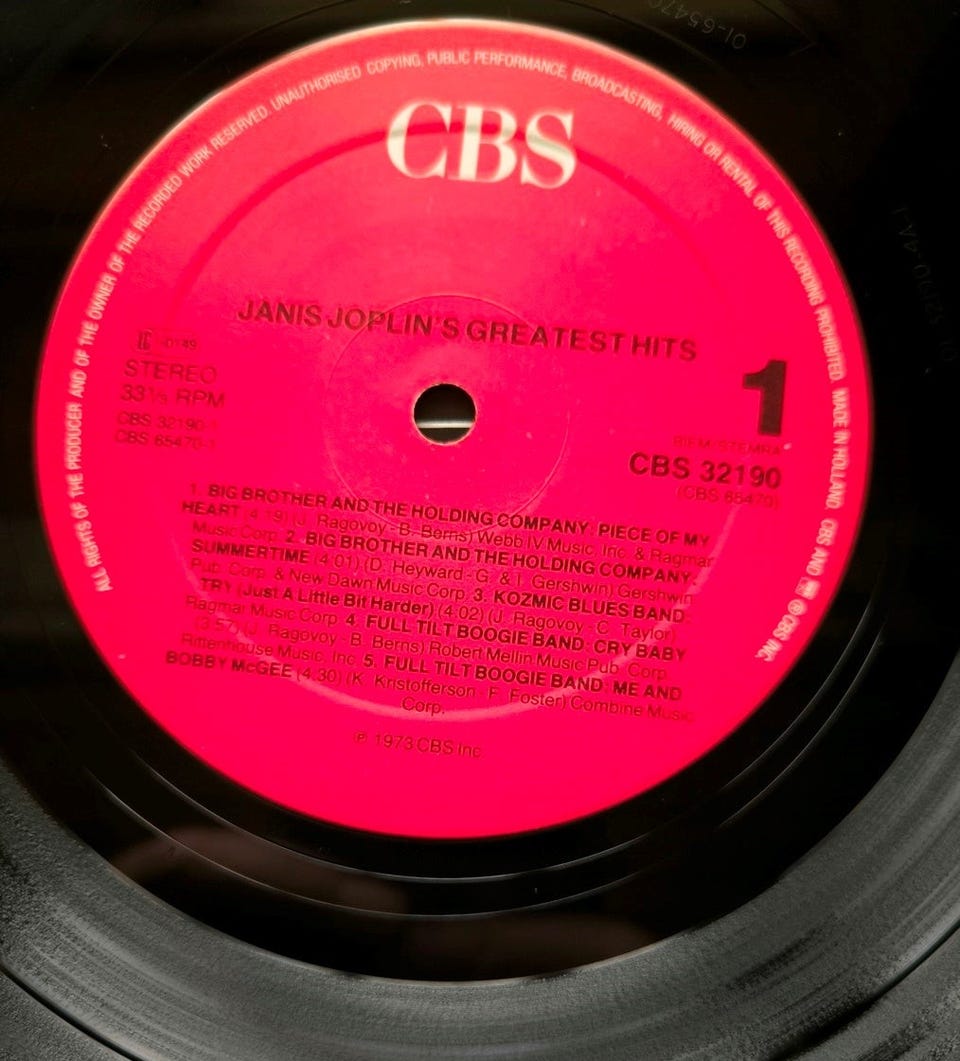 ALL RIGHTS OF THE PRODUCER AND OF THE OWNER OF THE RECORDED WORK RESERVED. UNAUTHORISED COPYING, PUBLIC PERFORMANCE, BROADCASTING, HIRING OR RENTAL OF THIS RECORDING PROHIBITED. MADE IN HOLLAND. CBS AND ℗ © CBS INC.
CBS
JANIS JOPLIN'S GREATEST HITS
-0149
STEREO
33⅓ RPM
CBS 32190-1
CBS 65470-1
1
BIEM/STEMRA
CBS 32190
(CBS 65470)
1. BIG BROTHER AND THE HOLDING COMPANY: PIECE OF MY
HEART (4.19) (J. Ragovoy - B. Berns) Webb IV Music, Inc. & Ragmar
Music Corp. 2. BIG BROTHER AND THE HOLDING COMPANY:
SUMMERTIME (4:01) (D. Heyward - G. & I. Gershwin) Gershwin
Pub. Corp. & New Dawn Music Corp. 3. KOZMIC BLUES BAND:
TRY (Just A Little Bit Harder) (4:02) (J. Ragovoy - C. Taylor)
Ragmar Music Corp. 4. FULL TILT BOOGIE BAND: CRY BABY
(3.57) (J. Ragovoy - B. Berns) Robert Mellin Music Pub. Corp.
Rittenhouse Music, Inc. 5. FULL TILT BOOGIE BAND: ME AND
BOBBY McGEE (4.30) (K. Kristofferson - F. Foster) Combine Music
Corp.
℗ 1973 CBS Inc.